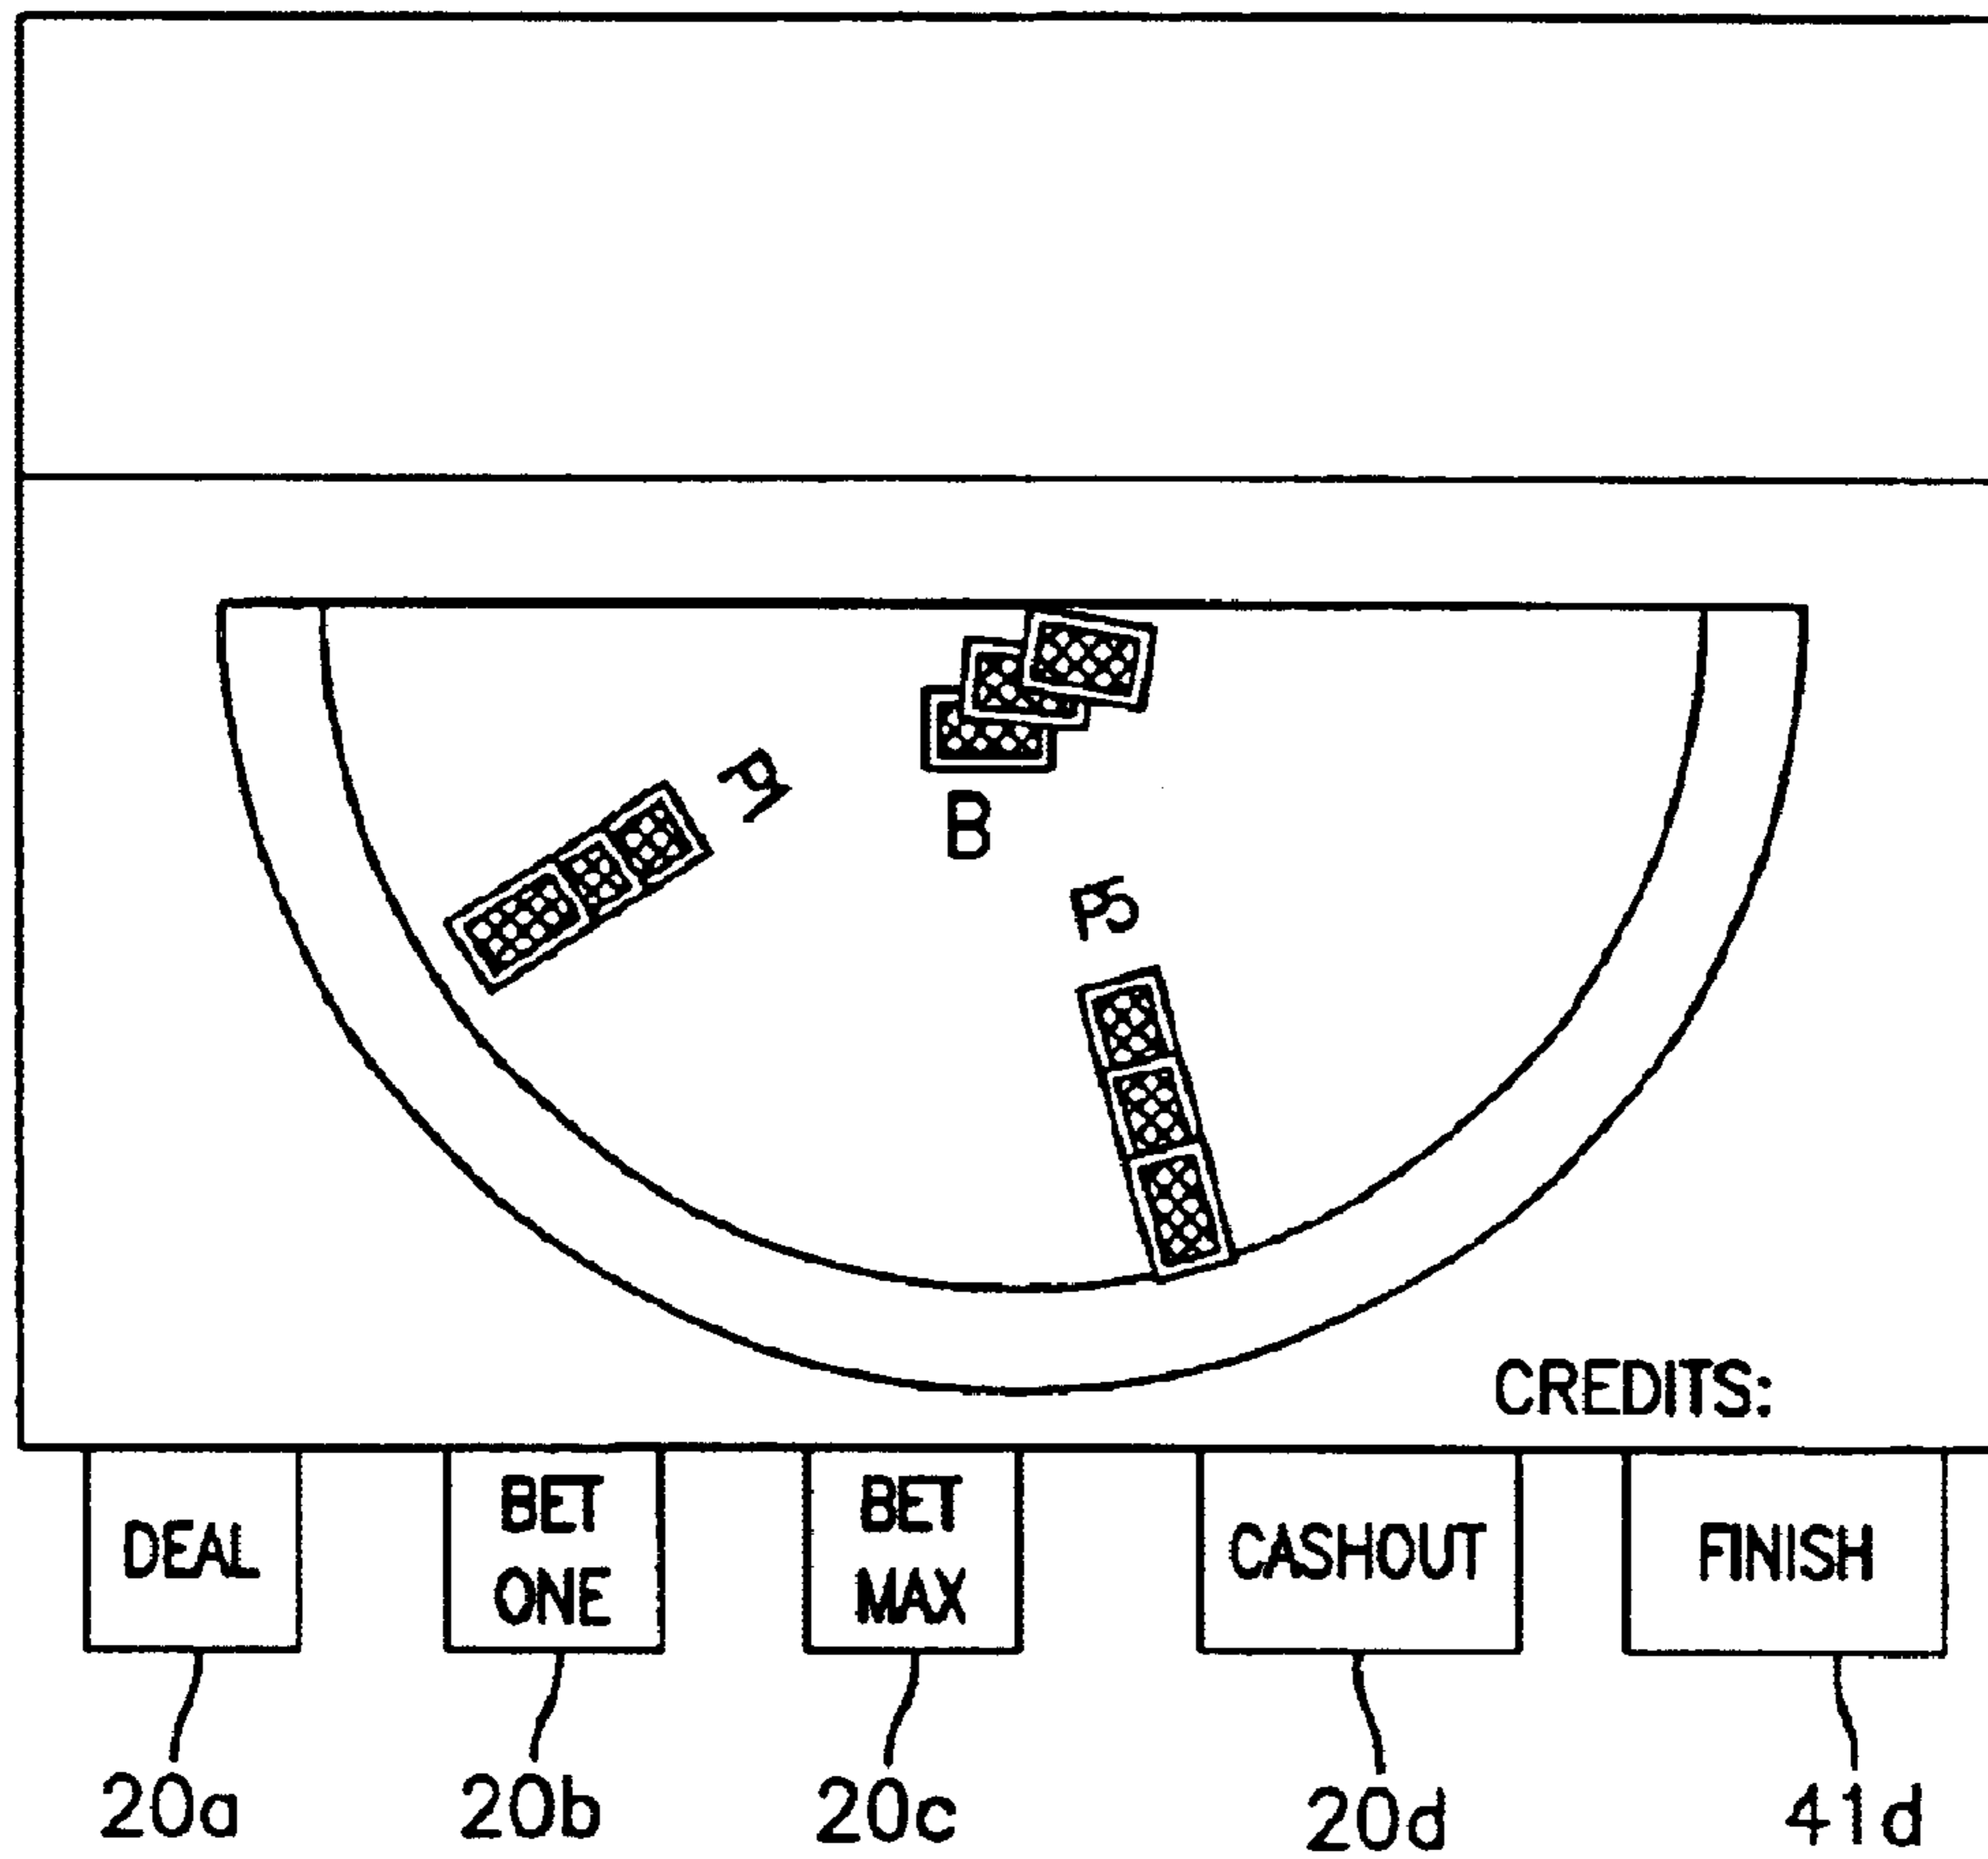 P1
B
P5
CREDITS:
DEAL
BET
ONE
BET
MAX
CASHOUT
FINISH
20a
20b
20c
20d
41d